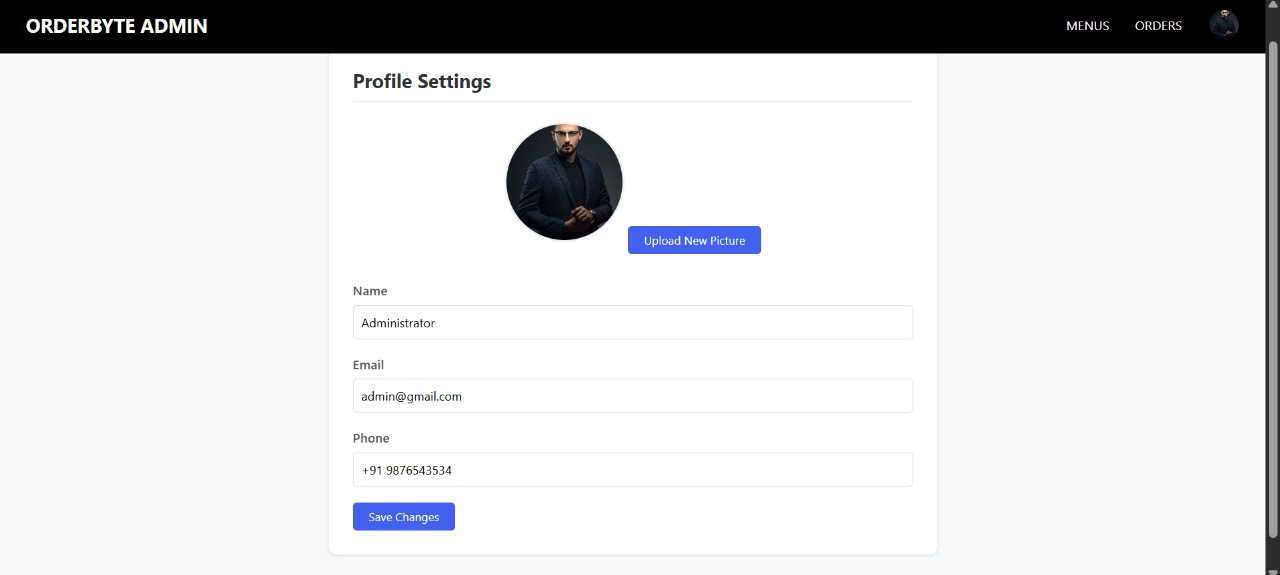 ORDERBYTE ADMIN
MENUS
ORDERS
Profile Settings
Upload New Picture
Name
Administrator
Email
admin@gmail.com
Phone
+91 9876543534
Save Changes